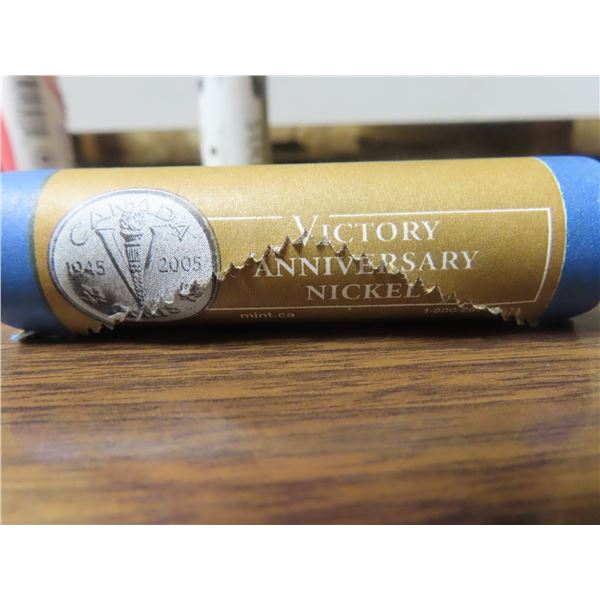 CANADA
1945 2005
VICTORY
ANNIVERSARY
NICKEL
mint.ca